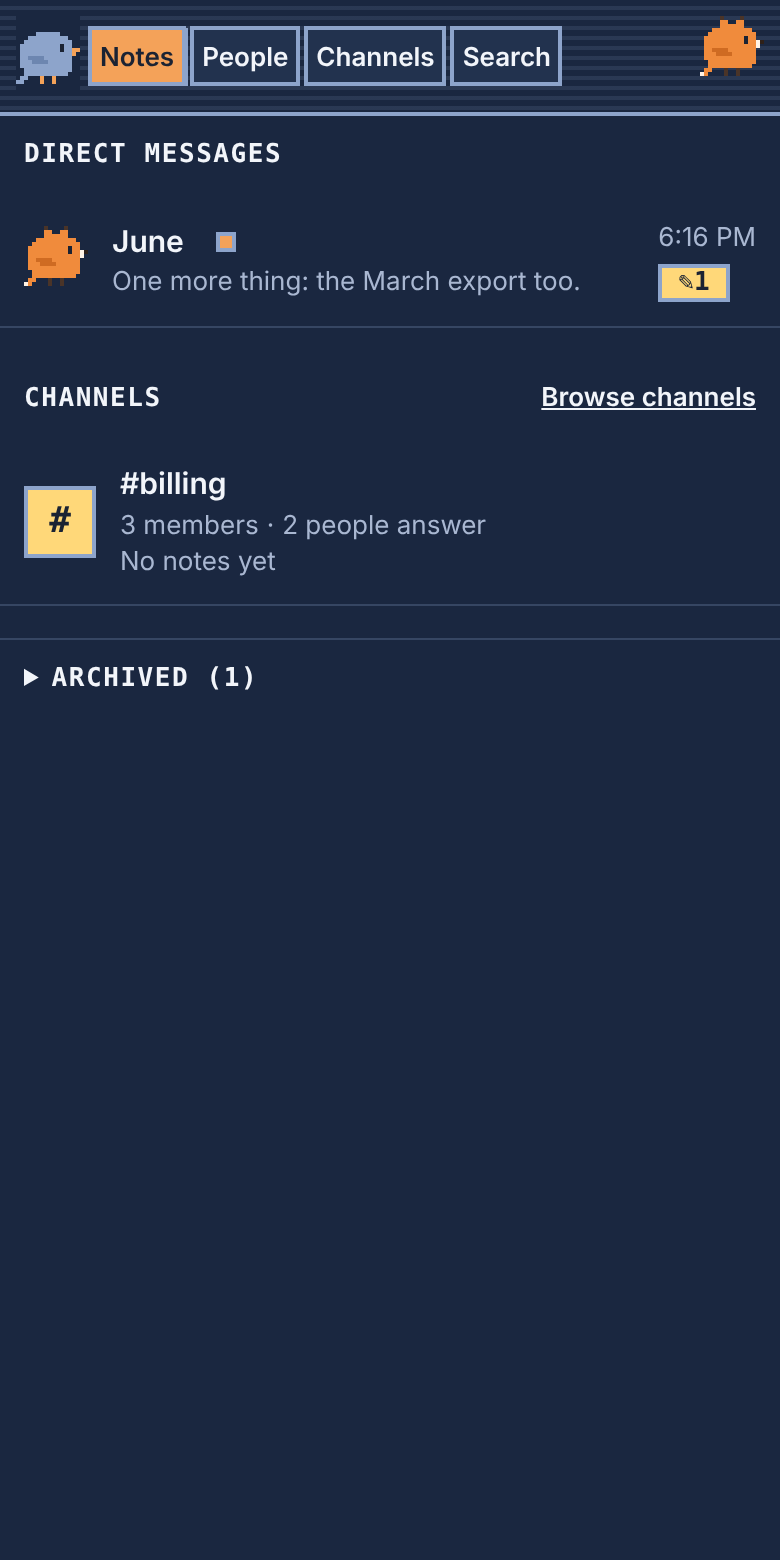 Notes People Channels Search
DIRECT MESSAGES
June
6:16 PM
One more thing: the March export too.
✎1
CHANNELS
Browse channels
#
#billing
3 members · 2 people answer
No notes yet
▶ ARCHIVED (1)